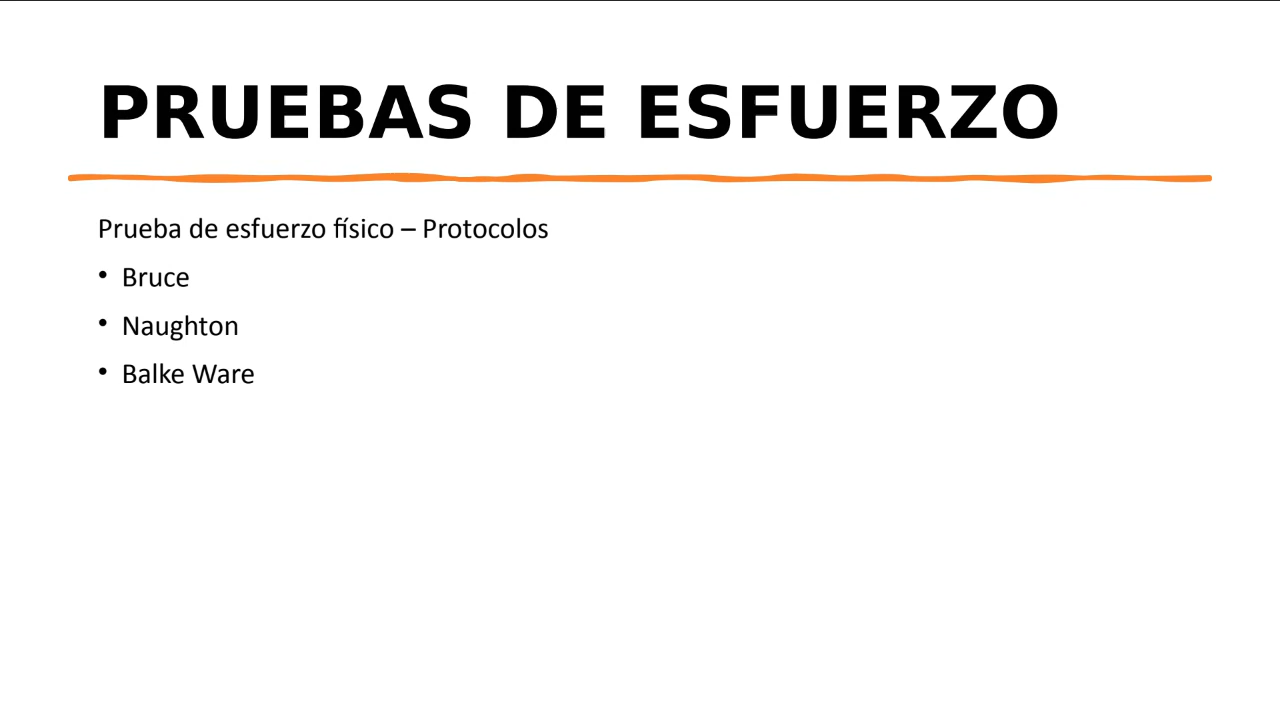 PRUEBAS DE ESFUERZO
Prueba de esfuerzo físico – Protocolos
• Bruce
• Naughton
• Balke Ware